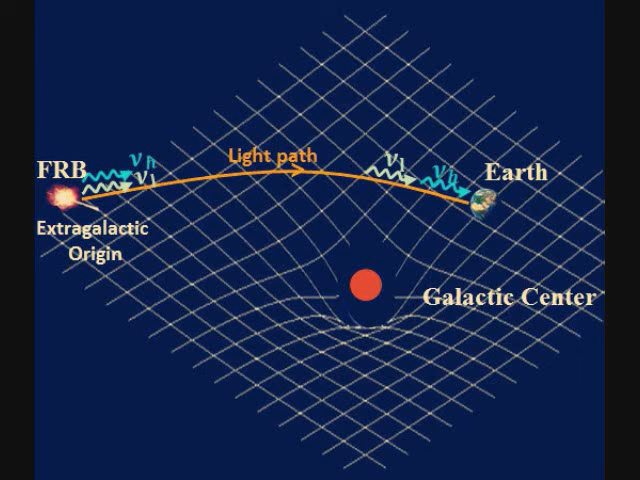 νh
FRB
νl
Light path
νl
νh
Earth
Extragalactic
Origin
Galactic Center